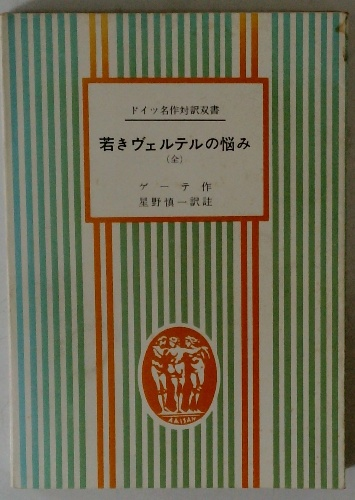 ドイツ名作対訳双書
若きヴェルテルの悩み
(全)
ゲーテ 作
星野慎一訳註